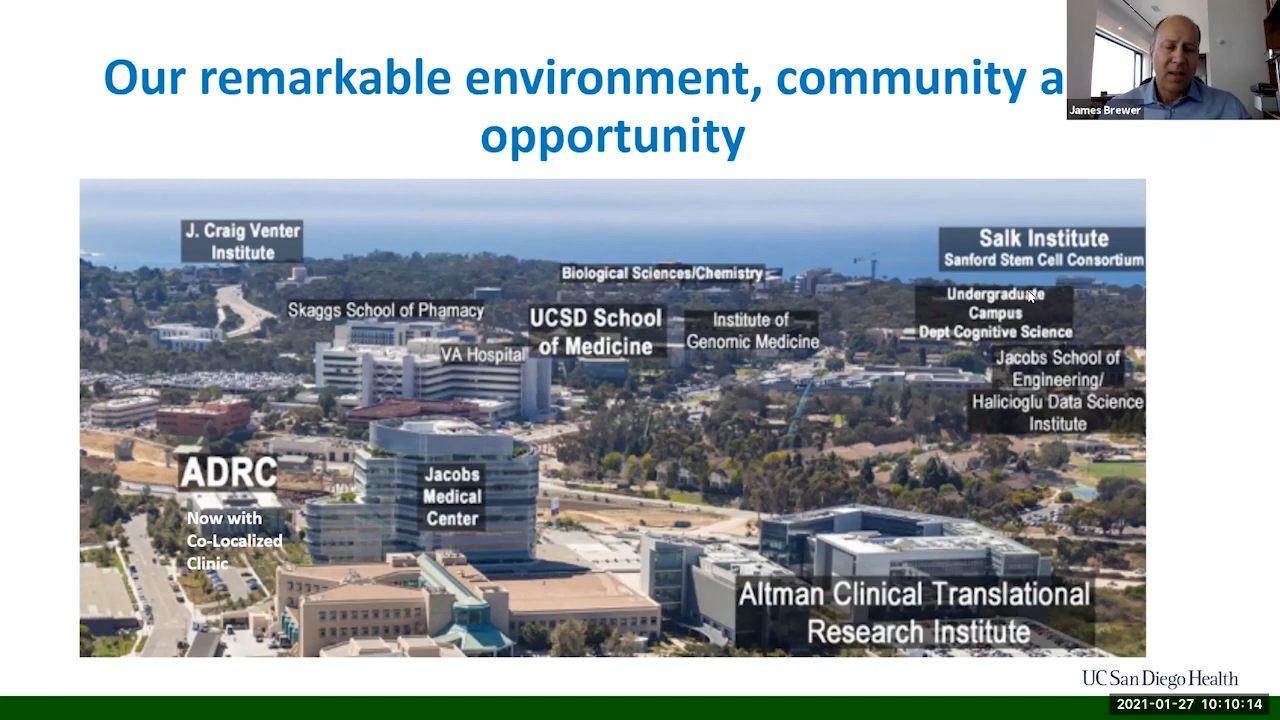 Our remarkable environment, community a
opportunity
James Brewer
J. Craig Venter
Institute
Salk Institute
Sanford Stem Cell Consortium
Biological Sciences/Chemistry
Undergraduate
Campus
Dept Cognitive Science
Skaggs School of Pamacy
UCSD School
of Medicine
Institute of
Genomic Medicine
VA Hospital
Jacobs School of
Engineering/
Halicioglu Data Science
Institute
ADRC
Now with
Co-Localized
Clinic
Jacobs
Medical
Center
Altman Clinical Translational
Research Institute
UC San Diego Health
2021-01-27 10:10:14